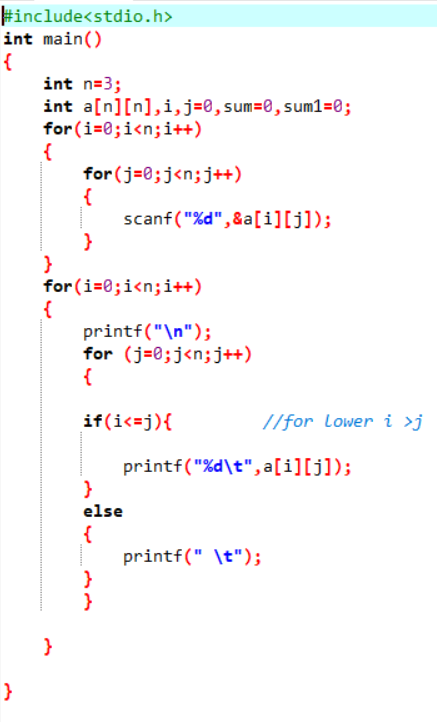 #include<stdio.h>
int main()
{
    int n=3;
    int a[n][n],i,j=0,sum=0,sum1=0;
    for(i=0;i<n;i++)
    {
        for(j=0;j<n;j++)
        {
            scanf("%d",&a[i][j]);
        }
    }
    for(i=0;i<n;i++)
    {
        printf("\n");
        for (j=0;j<n;j++)
        {
        if(i<=j){         //for lower i >j
            printf("%d\t",a[i][j]);
        }
        else
        {
            printf(" \t");
        }
        }
    }
}